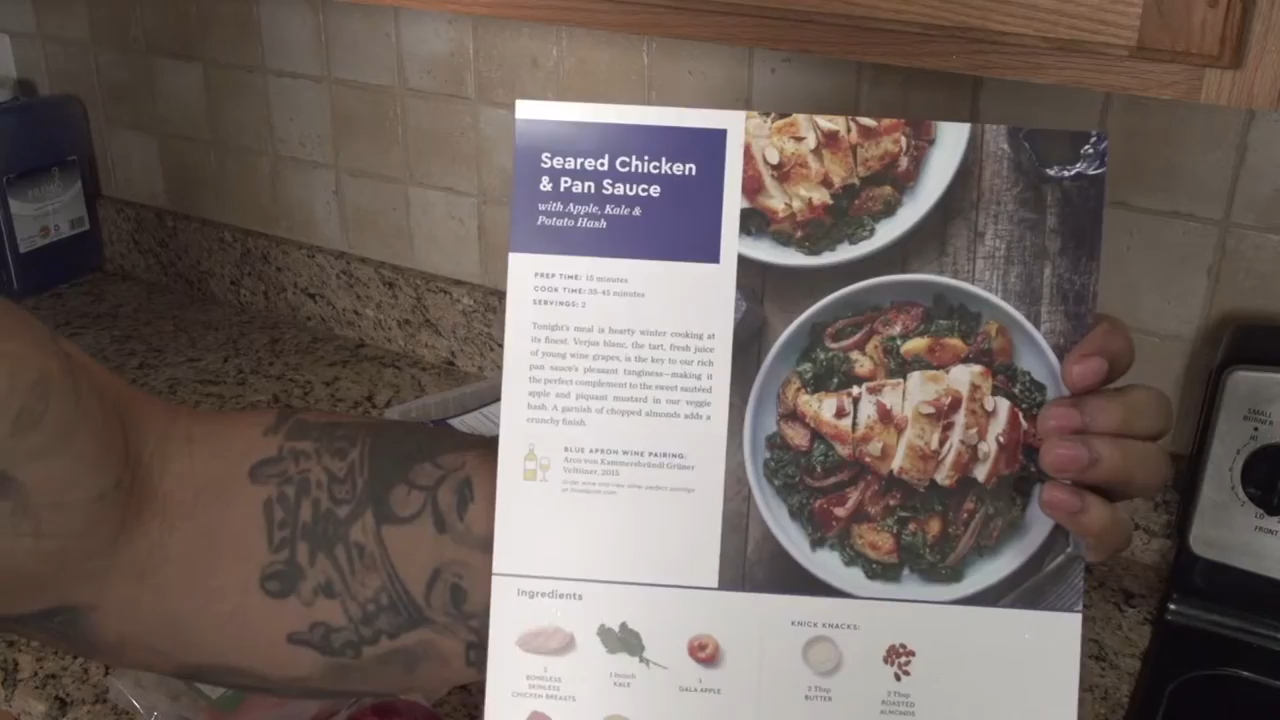 Seared Chicken
& Pan Sauce
with Apple, Kale &
Potato Hash
PREP TIME: 15 minutes
COOK TIME: 35-45 minutes
SERVINGS: 2
Tonight's meal is hearty winter cooking at
its finest. Verjus blanc, the tart, fresh juice
of young wine grapes, is the key to our rich
pan sauce's pleasant tanginess—making it
the perfect complement to the sweet sautéed
apple and piquant mustard in our veggie
hash. A garnish of chopped almonds adds a
crunchy finish.
BLUE APRON WINE PAIRING:
Arco von Kammersbründl Grüner
Veltliner, 2015
Ingredients
KNICK KNACKS:
2
BONELESS
SKINLESS
CHICKEN BREASTS
1 bunch
KALE
1
GALA APPLE
2 Tbsp
BUTTER
2 Tbsp
ROASTED
ALMONDS
SMALL
BURNER
HI
LO
FRONT